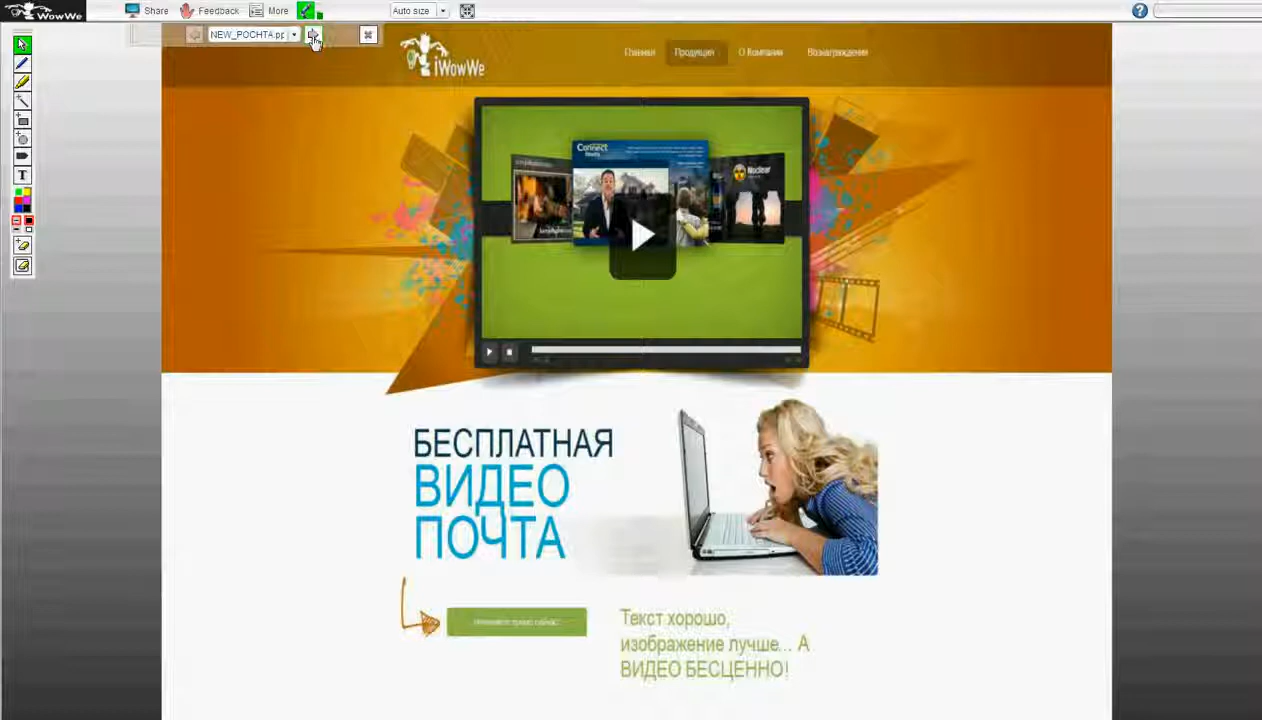 WowWe
Share
Feedback
More
Auto size
NEW_POCHTA.pp
iWowWe
Главная
Продукция
О Компании
Вознаграждения
Connect
Nuclear
T
БЕСПЛАТНАЯ
ВИДЕО
ПОЧТА
Текст хорошо,
изображение лучше... А
ВИДЕО БЕСЦЕННО!